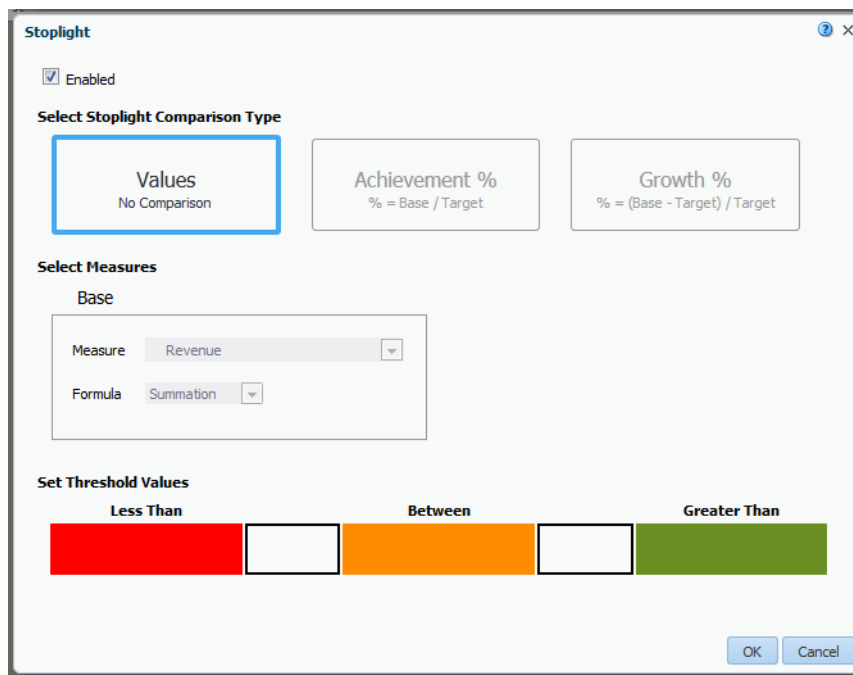 Stoplight
Enabled
Select Stoplight Comparison Type
Values
No Comparison
Achievement %
% = Base / Target
Growth %
% = (Base - Target) / Target
Select Measures
Base
Measure Revenue
Formula Summation
Set Threshold Values
Less Than Between Greater Than
OK Cancel